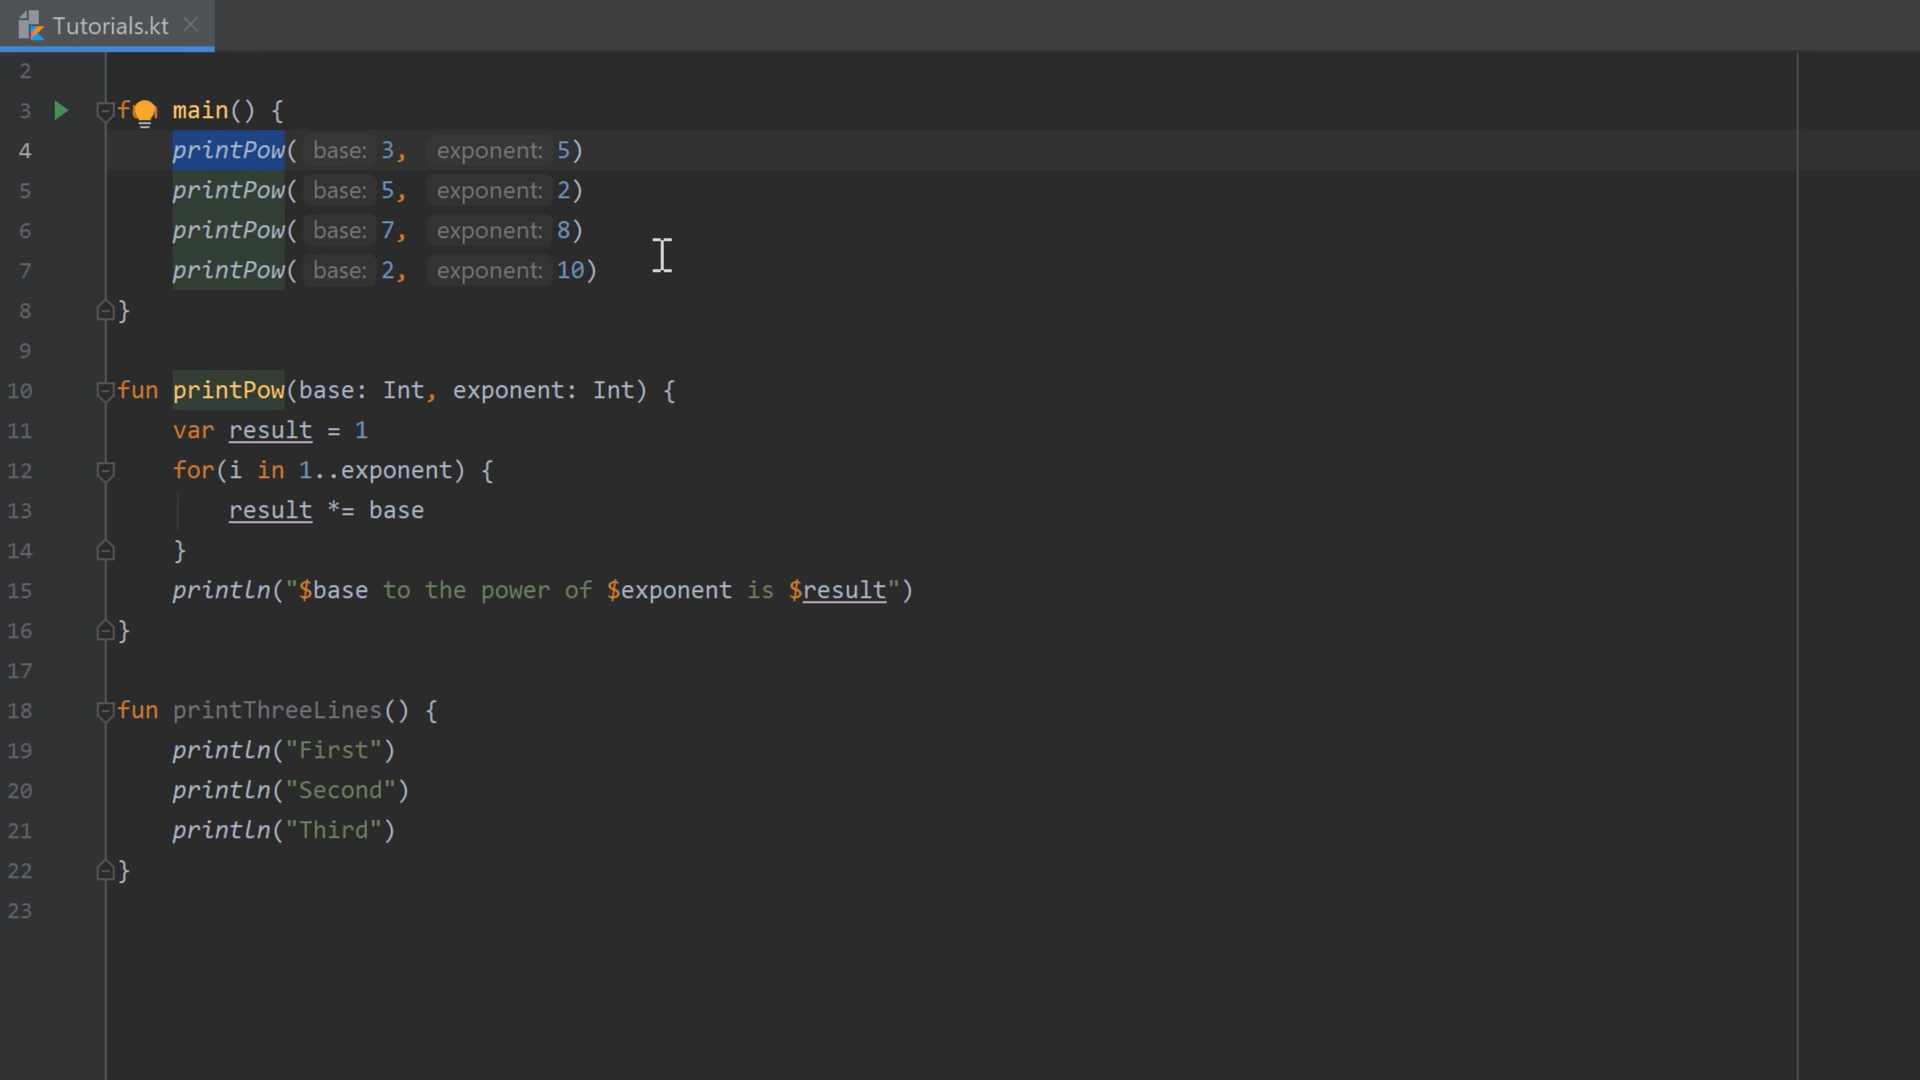 Tutorials.kt
2
3 fun main() {
4 printPow( base: 3, exponent: 5)
5 printPow( base: 5, exponent: 2)
6 printPow( base: 7, exponent: 8)
7 printPow( base: 2, exponent: 10)
8 }
9
10 fun printPow(base: Int, exponent: Int) {
11 var result = 1
12 for(i in 1..exponent) {
13 result *= base
14 }
15 println("$base to the power of $exponent is $result")
16 }
17
18 fun printThreeLines() {
19 println("First")
20 println("Second")
21 println("Third")
22 }
23